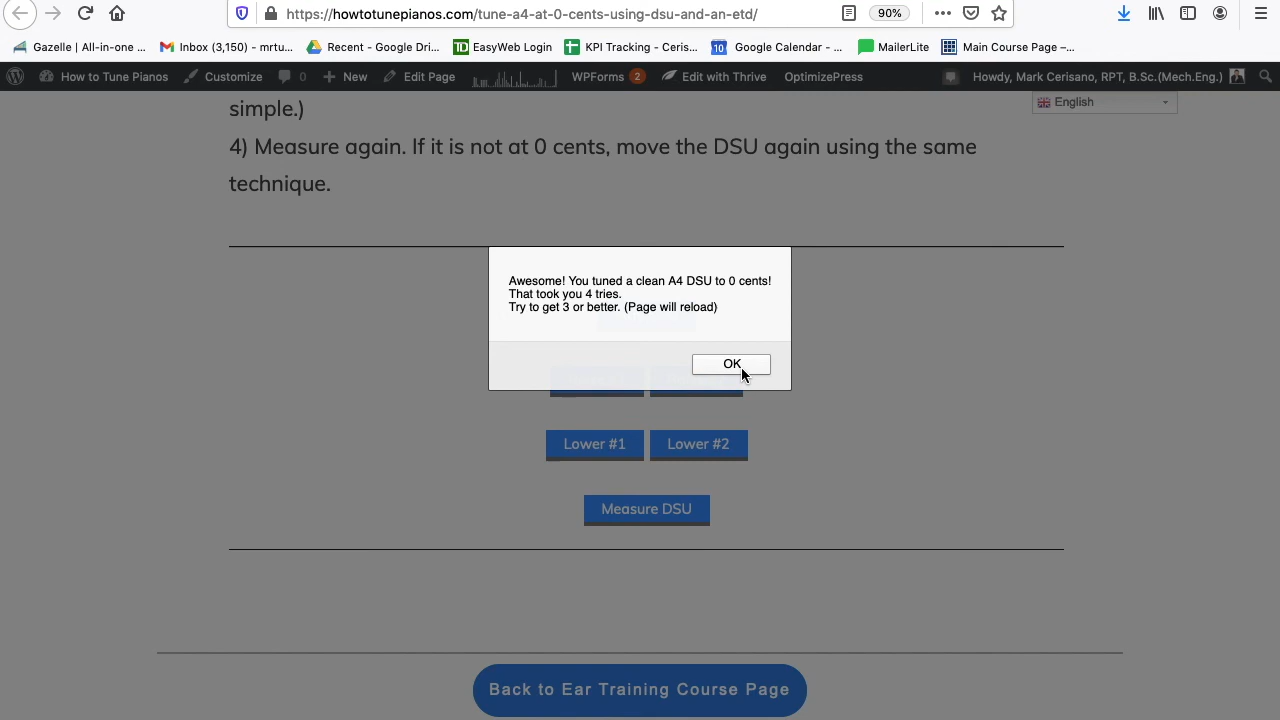 https://howtotunepianos.com/tune-a4-at-0-cents-using-dsu-and-an-etd/
90%
Gazelle | All-in-one ...
Inbox (3,150) - mrtu...
Recent - Google Dri...
TD EasyWeb Login
KPI Tracking - Ceris...
10 Google Calendar - ...
MailerLite
Main Course Page –...
How to Tune Pianos
Customize
0
New
Edit Page
WPForms 2
Edit with Thrive
OptimizePress
Howdy, Mark Cerisano, RPT, B.Sc.(Mech.Eng.)
English
simple.)
4) Measure again. If it is not at 0 cents, move the DSU again using the same
technique.
Awesome! You tuned a clean A4 DSU to 0 cents!
That took you 4 tries.
Try to get 3 or better. (Page will reload)
OK
Lower #1
Lower #2
Measure DSU
Back to Ear Training Course Page